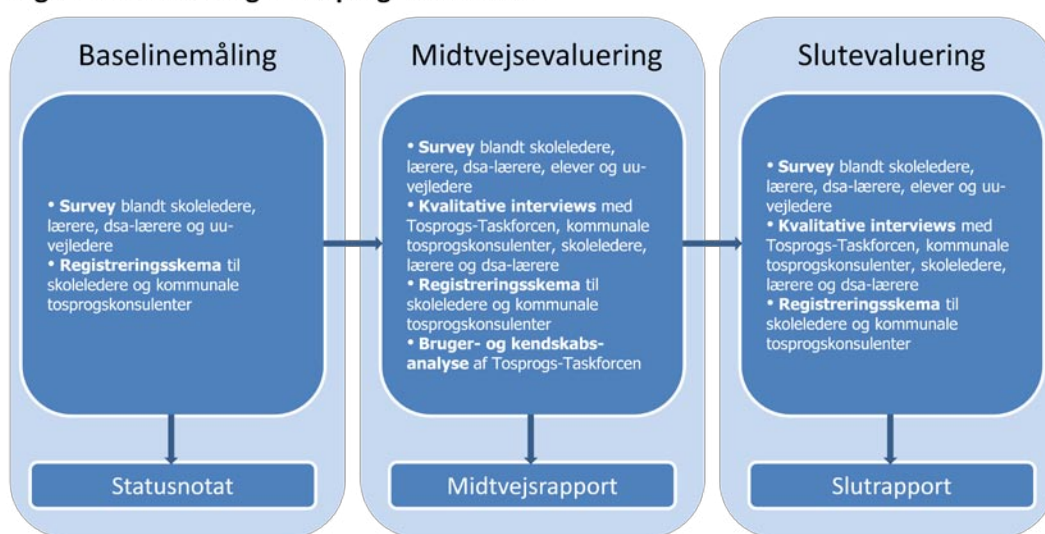 Baselinemåling
• Survey blandt skoleledere,
lærere, dsa-lærere og uu-
vejledere
• Registreringsskema til
skoleledere og kommunale
tosprogskonsulenter
Statusnotat
Midtvejsevaluering
• Survey blandt skoleledere,
lærere, dsa-lærere, elever og uu-
vejledere
• Kvalitative interviews med
Tosprogs-Taskforcen, kommunale
tosprogskonsulenter, skoleledere,
lærere og dsa-lærere
• Registreringsskema til
skoleledere og kommunale
tosprogskonsulenter
• Bruger- og kendskabs-
analyse af Tosprogs-Taskforcen
Midtvejsrapport
Slutevaluering
• Survey blandt skoleledere,
lærere, dsa-lærere, elever og uu-
vejledere
• Kvalitative interviews med
Tosprogs-Taskforcen, kommunale
tosprogskonsulenter, skoleledere,
lærere og dsa-lærere
• Registreringsskema til
skoleledere og kommunale
tosprogskonsulenter
Slutrapport